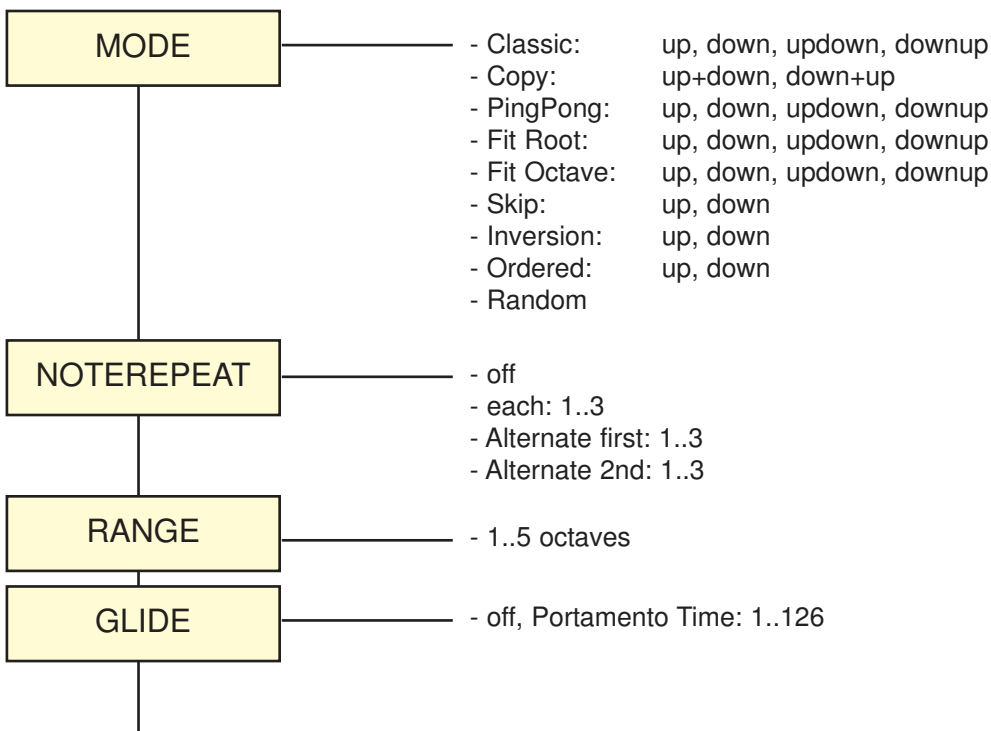 MODE
- Classic: up, down, updown, downup
- Copy: up+down, down+up
- PingPong: up, down, updown, downup
- Fit Root: up, down, updown, downup
- Fit Octave: up, down, updown, downup
- Skip: up, down
- Inversion: up, down
- Ordered: up, down
- Random
NOTEREPEAT
- off
- each: 1..3
- Alternate first: 1..3
- Alternate 2nd: 1..3
RANGE
- 1..5 octaves
GLIDE
- off, Portamento Time: 1..126